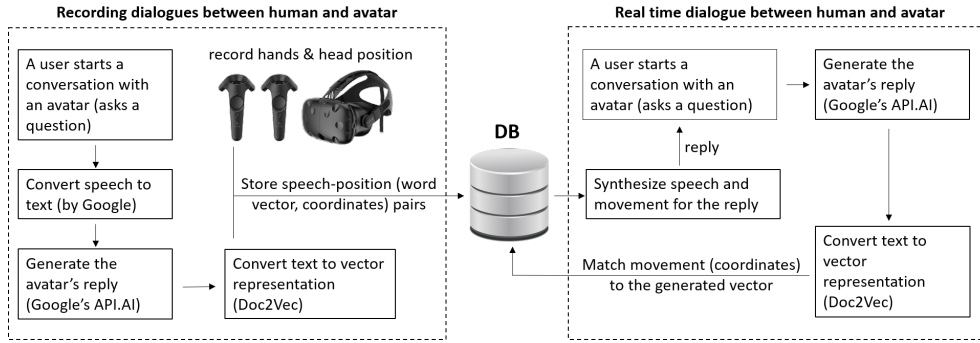 Recording dialogues between human and avatar
record hands & head position
A user starts a
conversation with
an avatar (asks a
question)
Convert speech to
text (by Google)
Generate the
avatar's reply
(Google's API.AI)
Convert text to vector
representation
(Doc2Vec)
Store speech-position (word
vector, coordinates) pairs
DB
Real time dialogue between human and avatar
A user starts a
conversation with an
avatar (asks a question)
Generate the
avatar's reply
(Google's API.AI)
reply
Synthesize speech and
movement for the reply
Convert text to
vector
representation
(Doc2Vec)
Match movement (coordinates)
to the generated vector